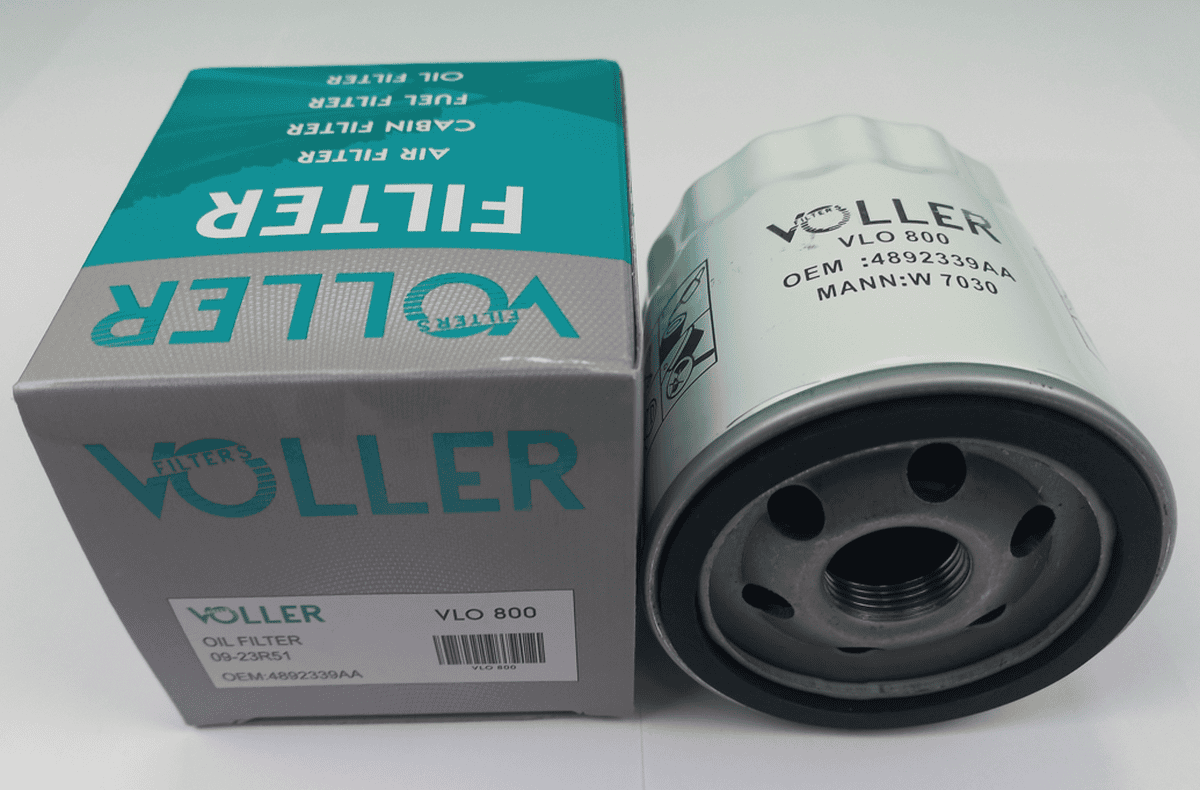 OIL FILTER
FUEL FILTER
CABIN FILTER
AIR FILTER
FILTER
VOLLER
FILTERS
VOLLER
FILTERS
VOLLER
VLO 800
OIL FILTER
09-23R51
OEM:4892339AA
VLO 800
VOLLER
FILTERS
VLO 800
OEM :4892339AA
MANN:W 7030